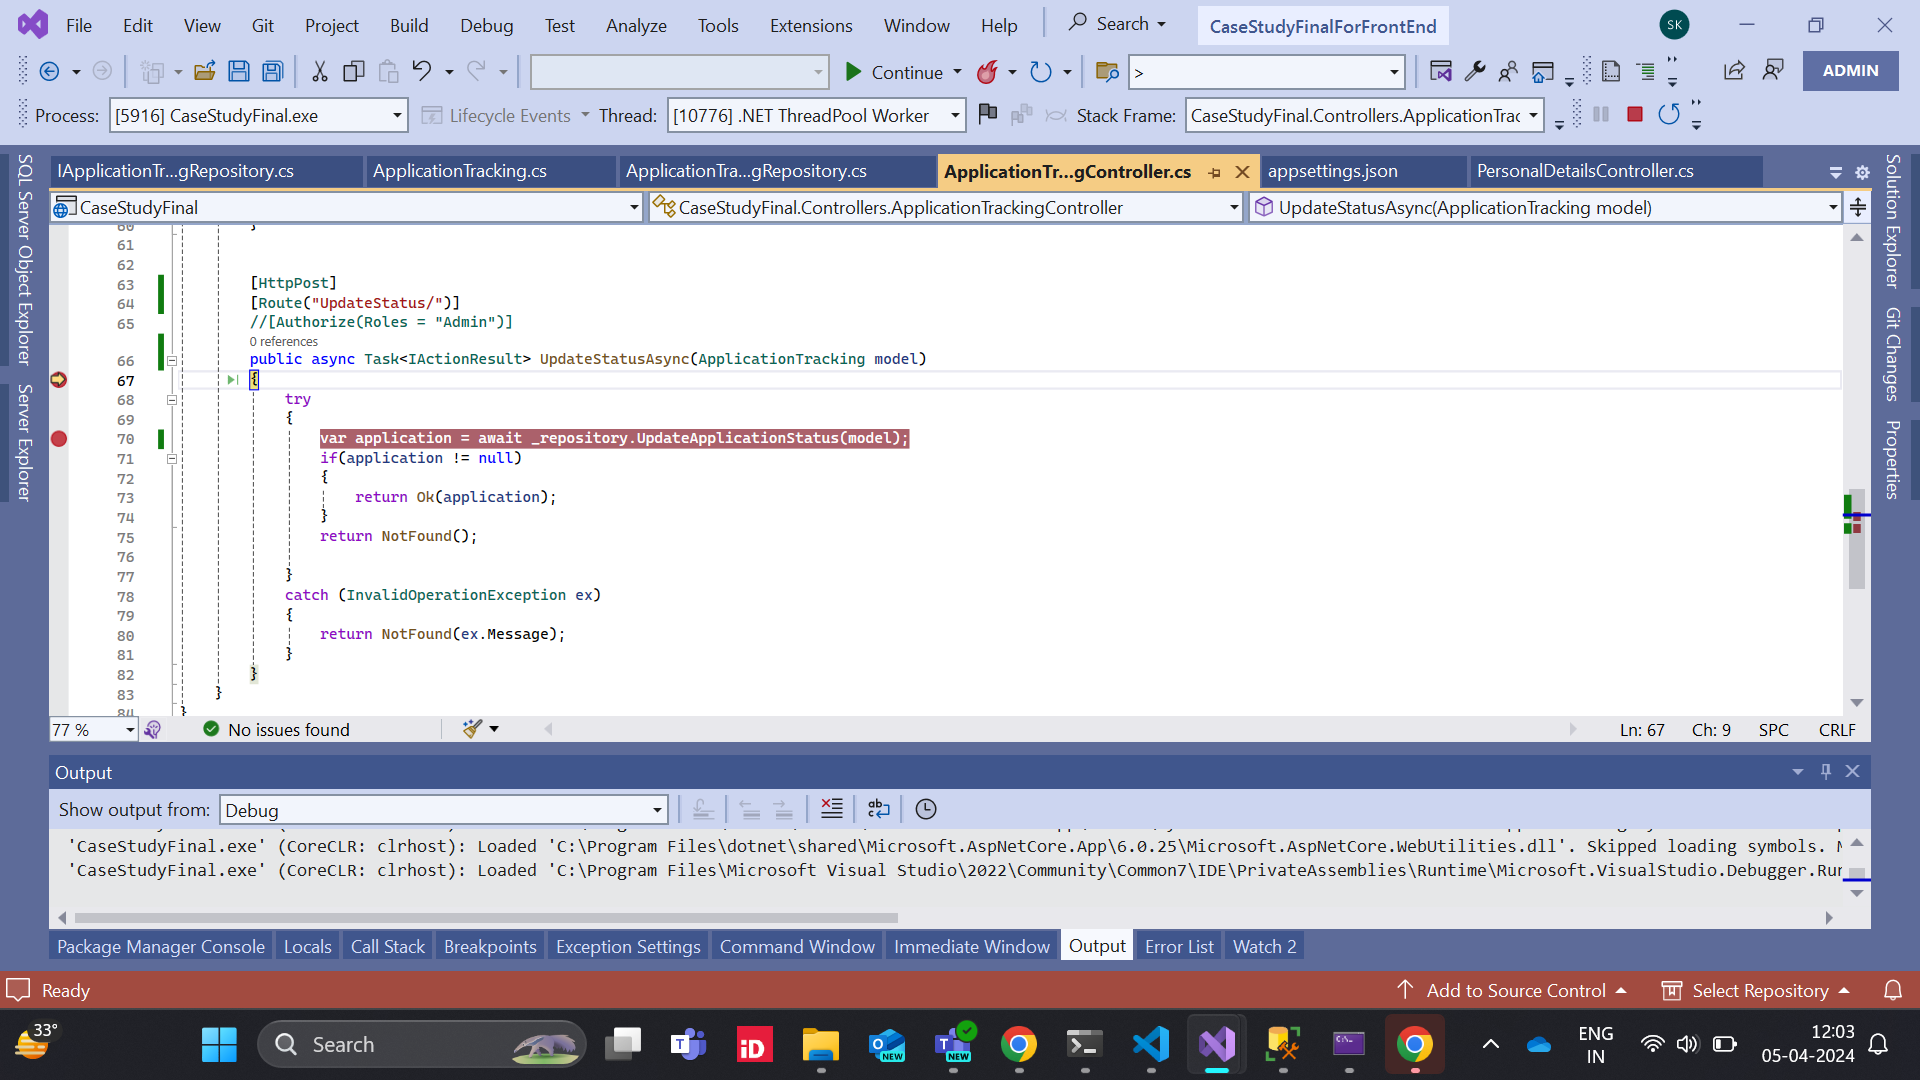 File Edit View Git Project Build Debug Test Analyze Tools Extensions Window Help Search CaseStudyFinalForFrontEnd SK
Continue > ADMIN
Process: [5916] CaseStudyFinal.exe Lifecycle Events Thread: [10776] .NET ThreadPool Worker Stack Frame: CaseStudyFinal.Controllers.ApplicationTrac
SQL Server Object Explorer
Server Explorer
IApplicationTr...gRepository.cs ApplicationTracking.cs ApplicationTra...gRepository.cs ApplicationTr...gController.cs appsettings.json PersonalDetailsController.cs
CaseStudyFinal CaseStudyFinal.Controllers.ApplicationTrackingController UpdateStatusAsync(ApplicationTracking model)
60 }
61
62
63 [HttpPost]
64 [Route("UpdateStatus/")]
65 //[Authorize(Roles = "Admin")]
0 references
66 public async Task<IActionResult> UpdateStatusAsync(ApplicationTracking model)
67 {
68 try
69 {
70 var application = await _repository.UpdateApplicationStatus(model);
71 if(application != null)
72 {
73 return Ok(application);
74 }
75 return NotFound();
76
77 }
78 catch (InvalidOperationException ex)
79 {
80 return NotFound(ex.Message);
81 }
82 }
83 }
84 }
Solution Explorer
Git Changes
Properties
77 % No issues found Ln: 67 Ch: 9 SPC CRLF
Output
Show output from: Debug
'CaseStudyFinal.exe' (CoreCLR: clrhost): Loaded 'C:\Program Files\dotnet\shared\Microsoft.AspNetCore.App\6.0.25\Microsoft.AspNetCore.WebUtilities.dll'. Skipped loading symbols. M
'CaseStudyFinal.exe' (CoreCLR: clrhost): Loaded 'C:\Program Files\Microsoft Visual Studio\2022\Community\Common7\IDE\PrivateAssemblies\Runtime\Microsoft.VisualStudio.Debugger.Rur
Package Manager Console Locals Call Stack Breakpoints Exception Settings Command Window Immediate Window Output Error List Watch 2
Ready Add to Source Control Select Repository
33° Search NEW NEW ENG IN 12:03 05-04-2024